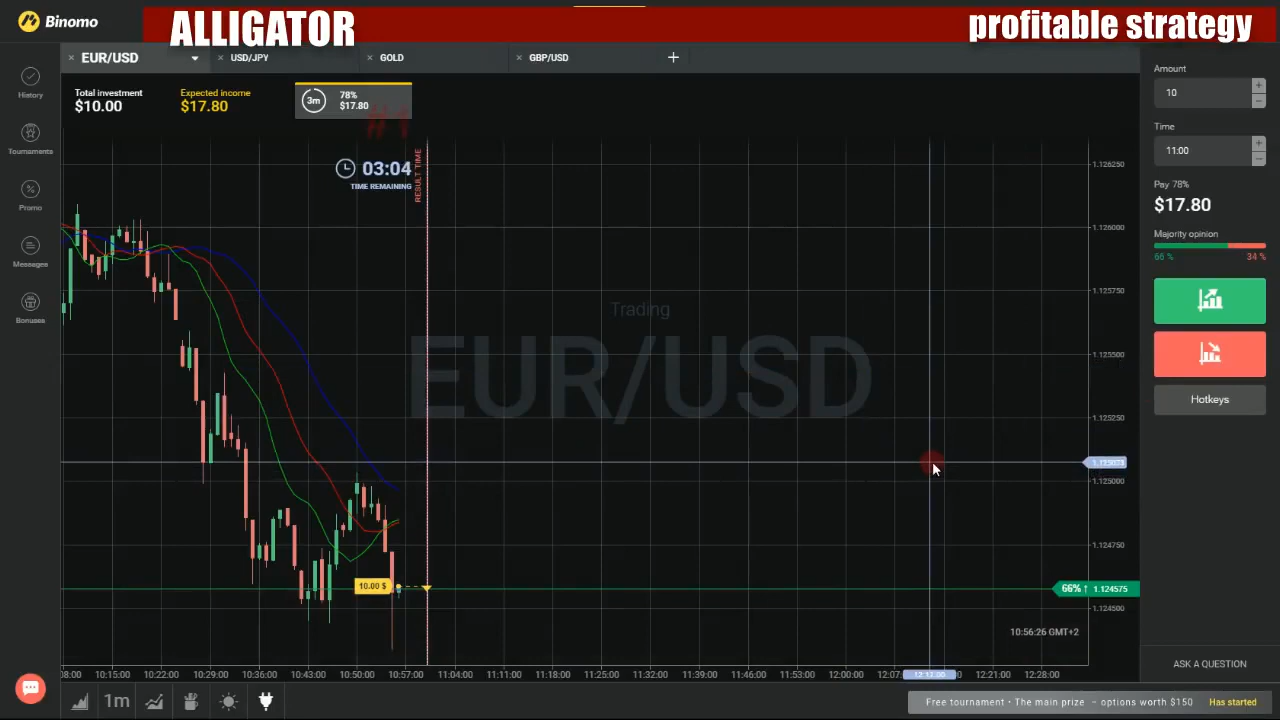 Binomo
ALLIGATOR
profitable strategy
EUR/USD
USD/JPY
GOLD
GBP/USD
History
Tournaments
Promo
Messages
Bonuses
Total investment
$10.00
Expected income
$17.80
3m
78%
$17.80
#1
03:04
TIME REMAINING
RESULT TIME
Trading
EUR/USD
10.00 $
1.126250
1.126000
1.125750
1.125500
1.125250
1.125000
1.124750
66% ↑ 1.124575
1.124500
10:56:26 GMT+2
08:00 10:15:00 10:22:00 10:29:00 10:36:00 10:43:00 10:50:00 10:57:00 11:04:00 11:11:00 11:18:00 11:25:00 11:32:00 11:39:00 11:46:00 11:53:00 12:00:00 12:07: 12:21:00 12:28:00
Amount
10
Time
11:00
Pay 78%
$17.80
Majority opinion
66 % 34 %
Hotkeys
ASK A QUESTION
1m
Free tournament • The main prize – options worth $150 Has started